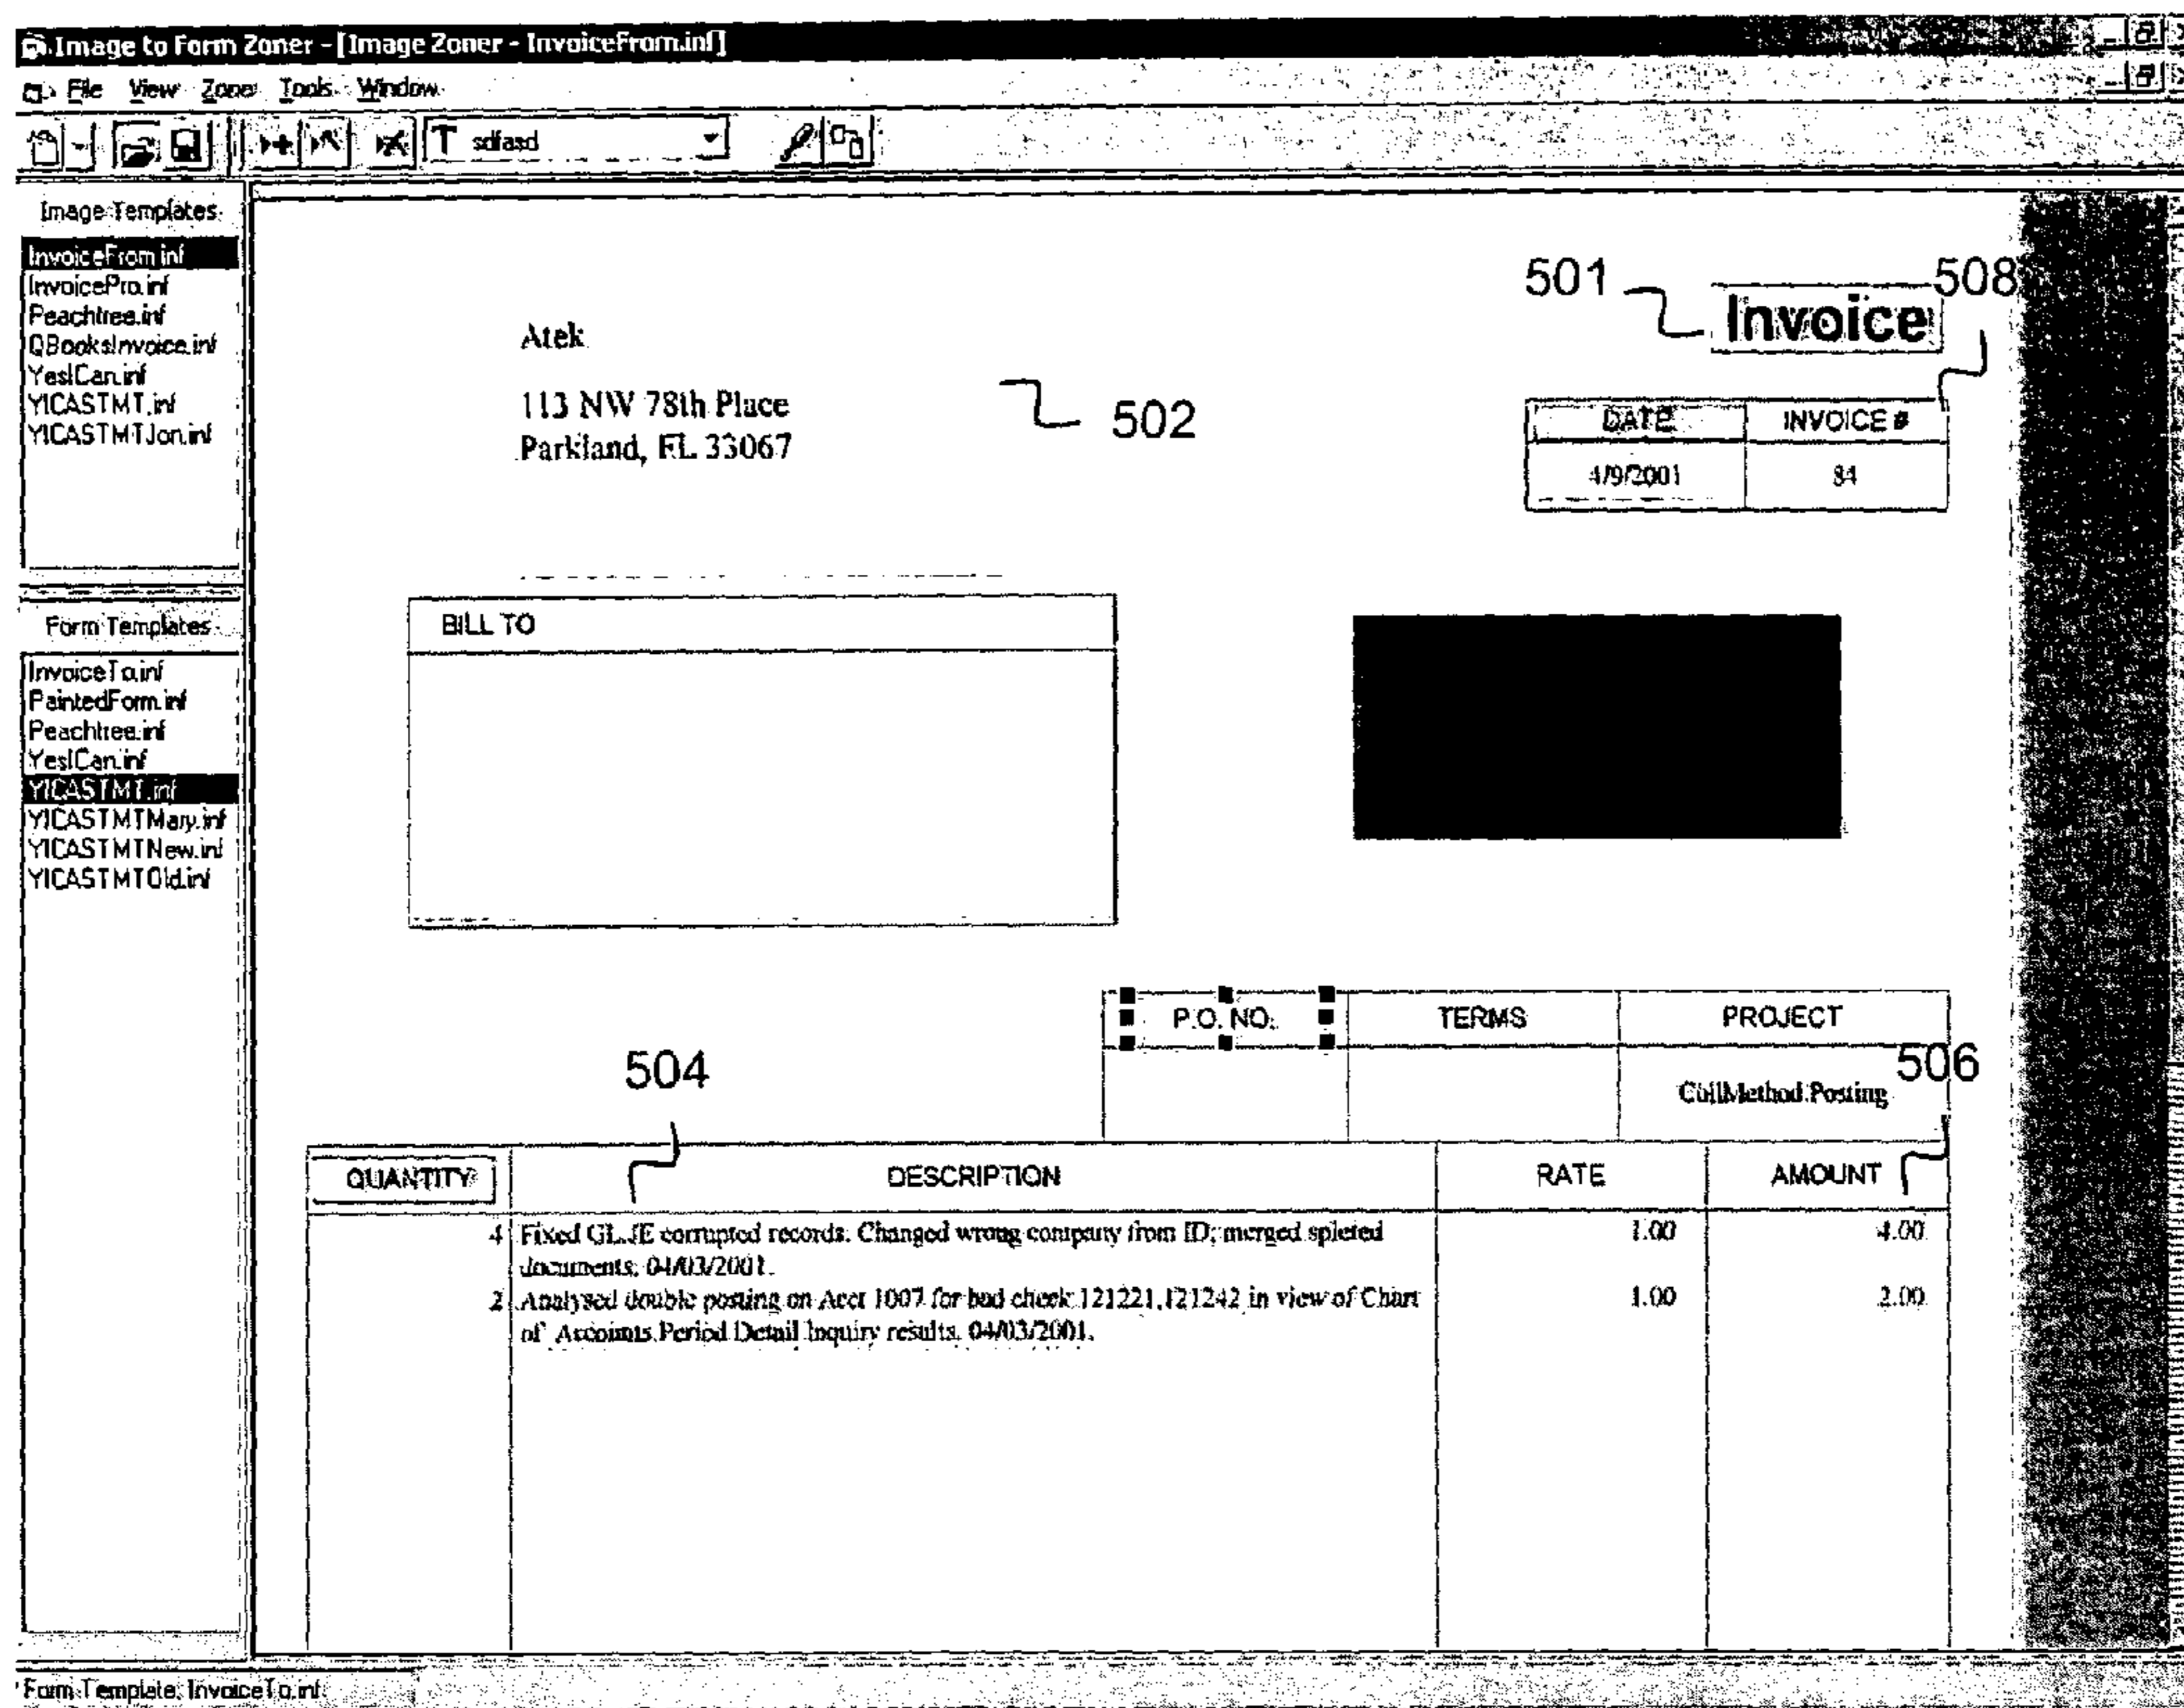 Image to Form Zoner - [Image Zoner - InvoiceFrom.inf]
File View Zoner Tools Window
T sdfasd
Image Templates
InvoiceFrom.inf
InvoicePro.inf
Peachtree.inf
QBooksInvoice.inf
YesICan.inf
YICASTMT.inf
YICASTMTJon.inf
Form Templates
InvoiceTo.inf
PaintedForm.inf
Peachtree.inf
YesICan.inf
YICASTMT.inf
YICASTMTMary.inf
YICASTMTNew.inf
YICASTMTOld.inf
501
508
Invoice
Atek
113 NW 78th Place
Parkland, FL 33067
502
DATE INVOICE #
4/9/2001 84
BILL TO
P.O. NO. TERMS PROJECT
504
506
CollMethod:Posting
QUANTITY DESCRIPTION RATE AMOUNT
4 Fixed GLJE corrupted records. Changed wrong company from ID; merged spleted 1.00 4.00
documents; 04/03/2001.
2 Analysed double posting on Acct 1007 for bad check 121221,121242 in view of Chart 1.00 2.00
of Accounts Period Detail Inquiry results. 04/03/2001.
Form Template: InvoiceTo.inf